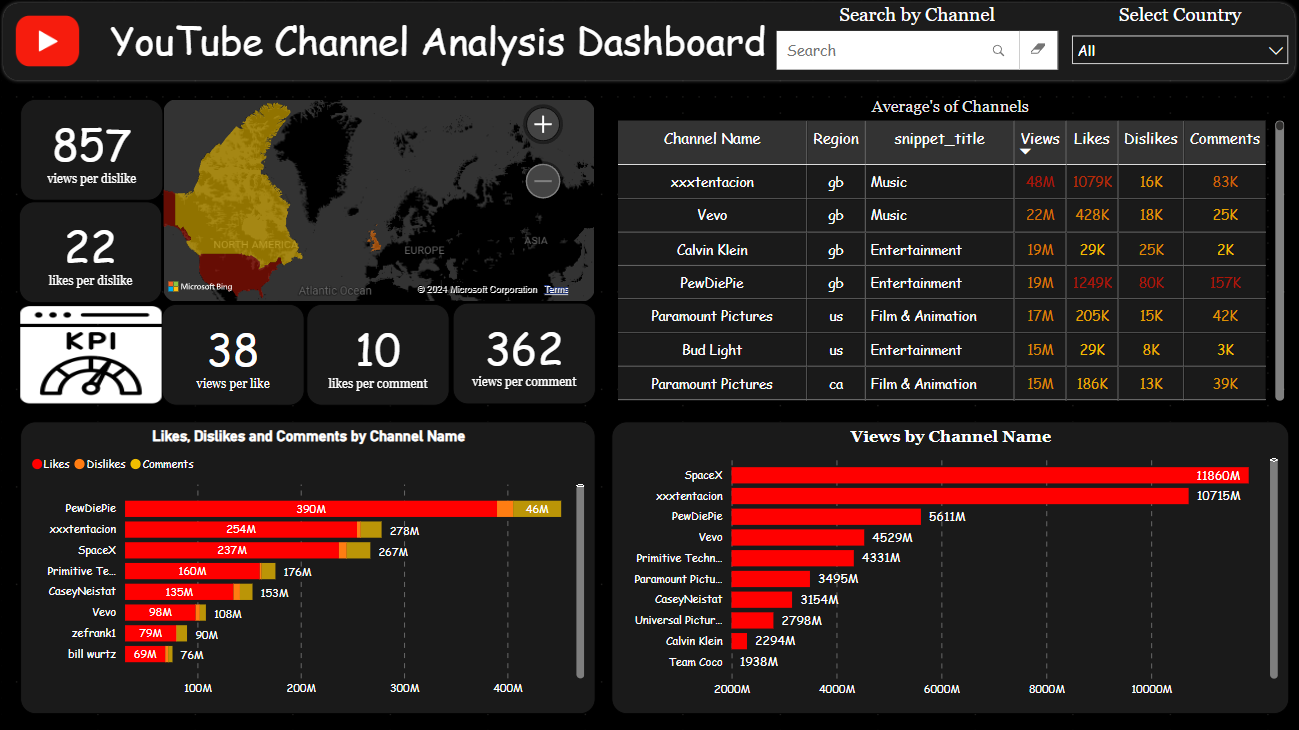 YouTube Channel Analysis Dashboard
Search by Channel
Search
Select Country
All
857
views per dislike
22
likes per dislike
KPI
38
views per like
10
likes per comment
362
views per comment
NORTH AMERICA
EUROPE
ASIA
Atlantic Ocean
Microsoft Bing
© 2024 Microsoft Corporation Terms
Average's of Channels
Channel Name Region snippet_title Views Likes Dislikes Comments
xxxtentacion gb Music 48M 1079K 16K 83K
Vevo gb Music 22M 428K 18K 25K
Calvin Klein gb Entertainment 19M 29K 25K 2K
PewDiePie gb Entertainment 19M 1249K 80K 157K
Paramount Pictures us Film & Animation 17M 205K 15K 42K
Bud Light us Entertainment 15M 29K 8K 3K
Paramount Pictures ca Film & Animation 15M 186K 13K 39K
Likes, Dislikes and Comments by Channel Name
Likes Dislikes Comments
PewDiePie 390M 46M
xxxtentacion 254M 278M
SpaceX 237M 267M
Primitive Te... 160M 176M
CaseyNeistat 135M 153M
Vevo 98M 108M
zefrank1 79M 90M
bill wurtz 69M 76M
100M 200M 300M 400M
Views by Channel Name
SpaceX 11860M
xxxtentacion 10715M
PewDiePie 5611M
Vevo 4529M
Primitive Techn... 4331M
Paramount Pictu... 3495M
CaseyNeistat 3154M
Universal Pictur... 2798M
Calvin Klein 2294M
Team Coco 1938M
2000M 4000M 6000M 8000M 10000M